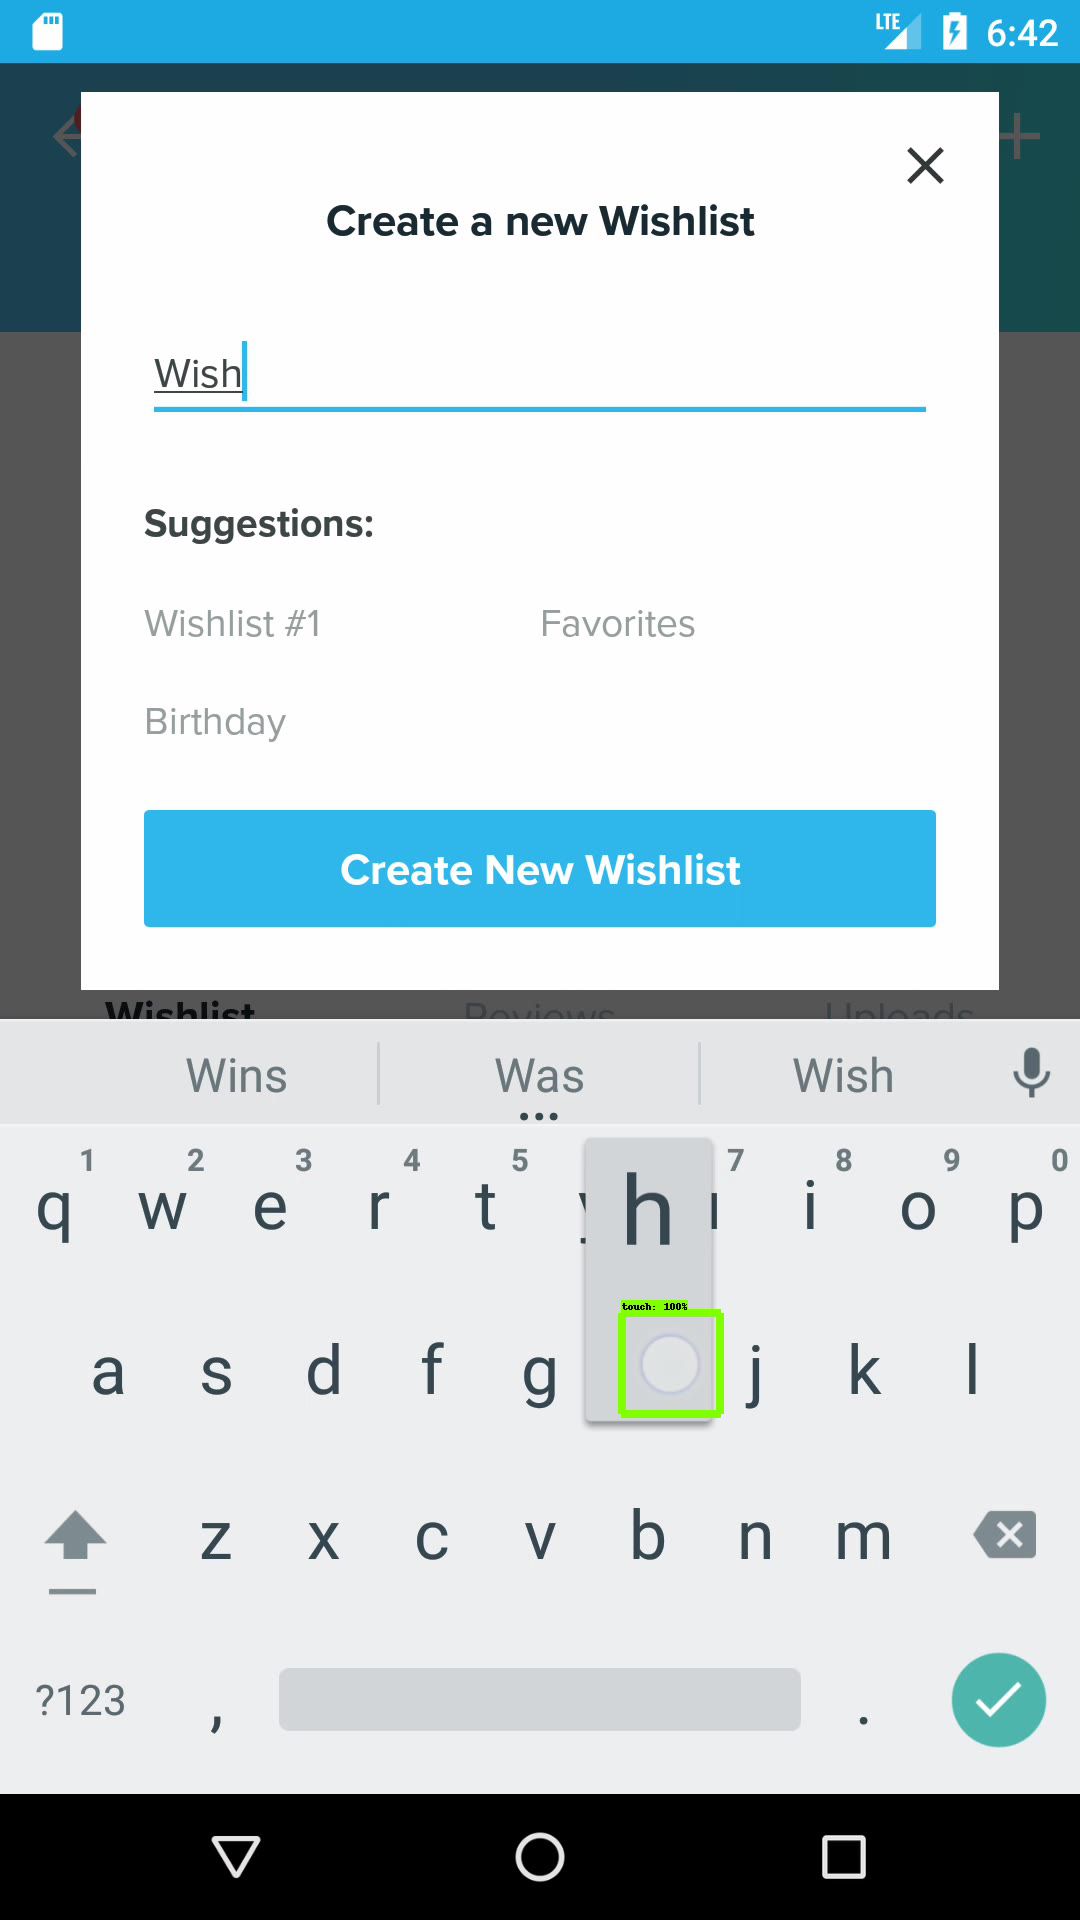 LTE 6:42
Create a new Wishlist
Wish
Suggestions:
Wishlist #1 Favorites
Birthday
Create New Wishlist
Wishlist Reviews Uploads
Wins Was Wish
1 2 3 4 5 7 8 9 0
q w e r t h i o p
touch: 100%
a s d f g j k l
z x c v b n m
?123 , .